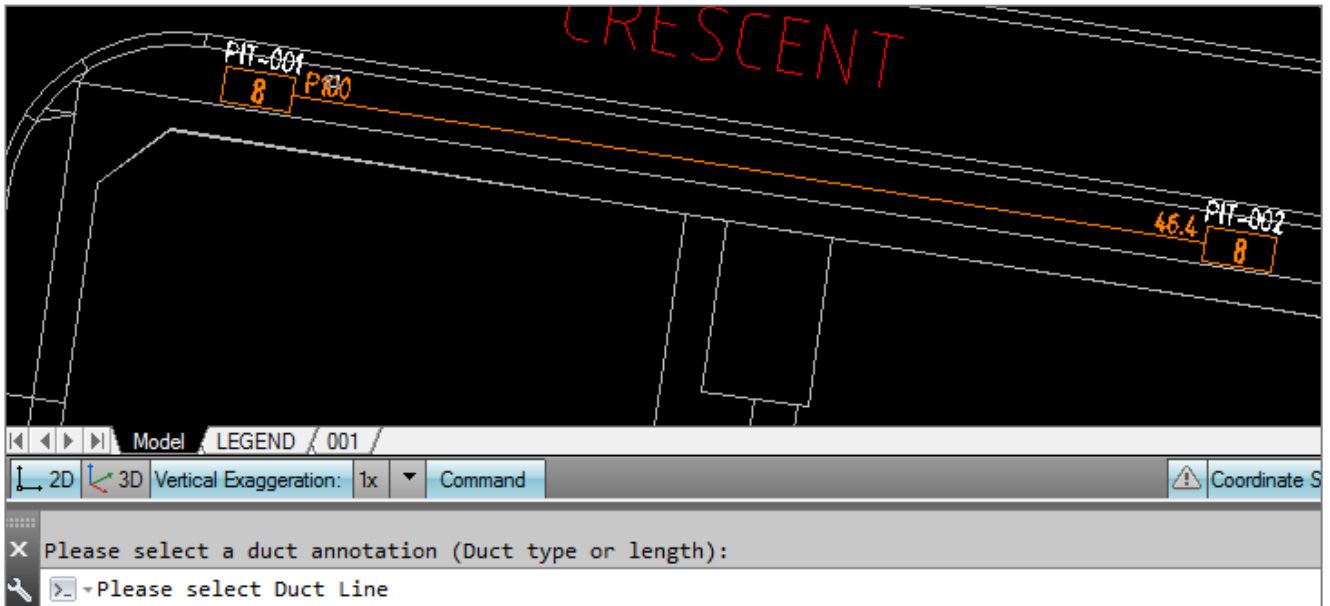 CRESCENT
PIT-001
8
P100
46.4
PIT-002
8
Model LEGEND 001
2D 3D Vertical Exaggeration: 1x Command Coordinate S
Please select a duct annotation (Duct type or length):
Please select Duct Line